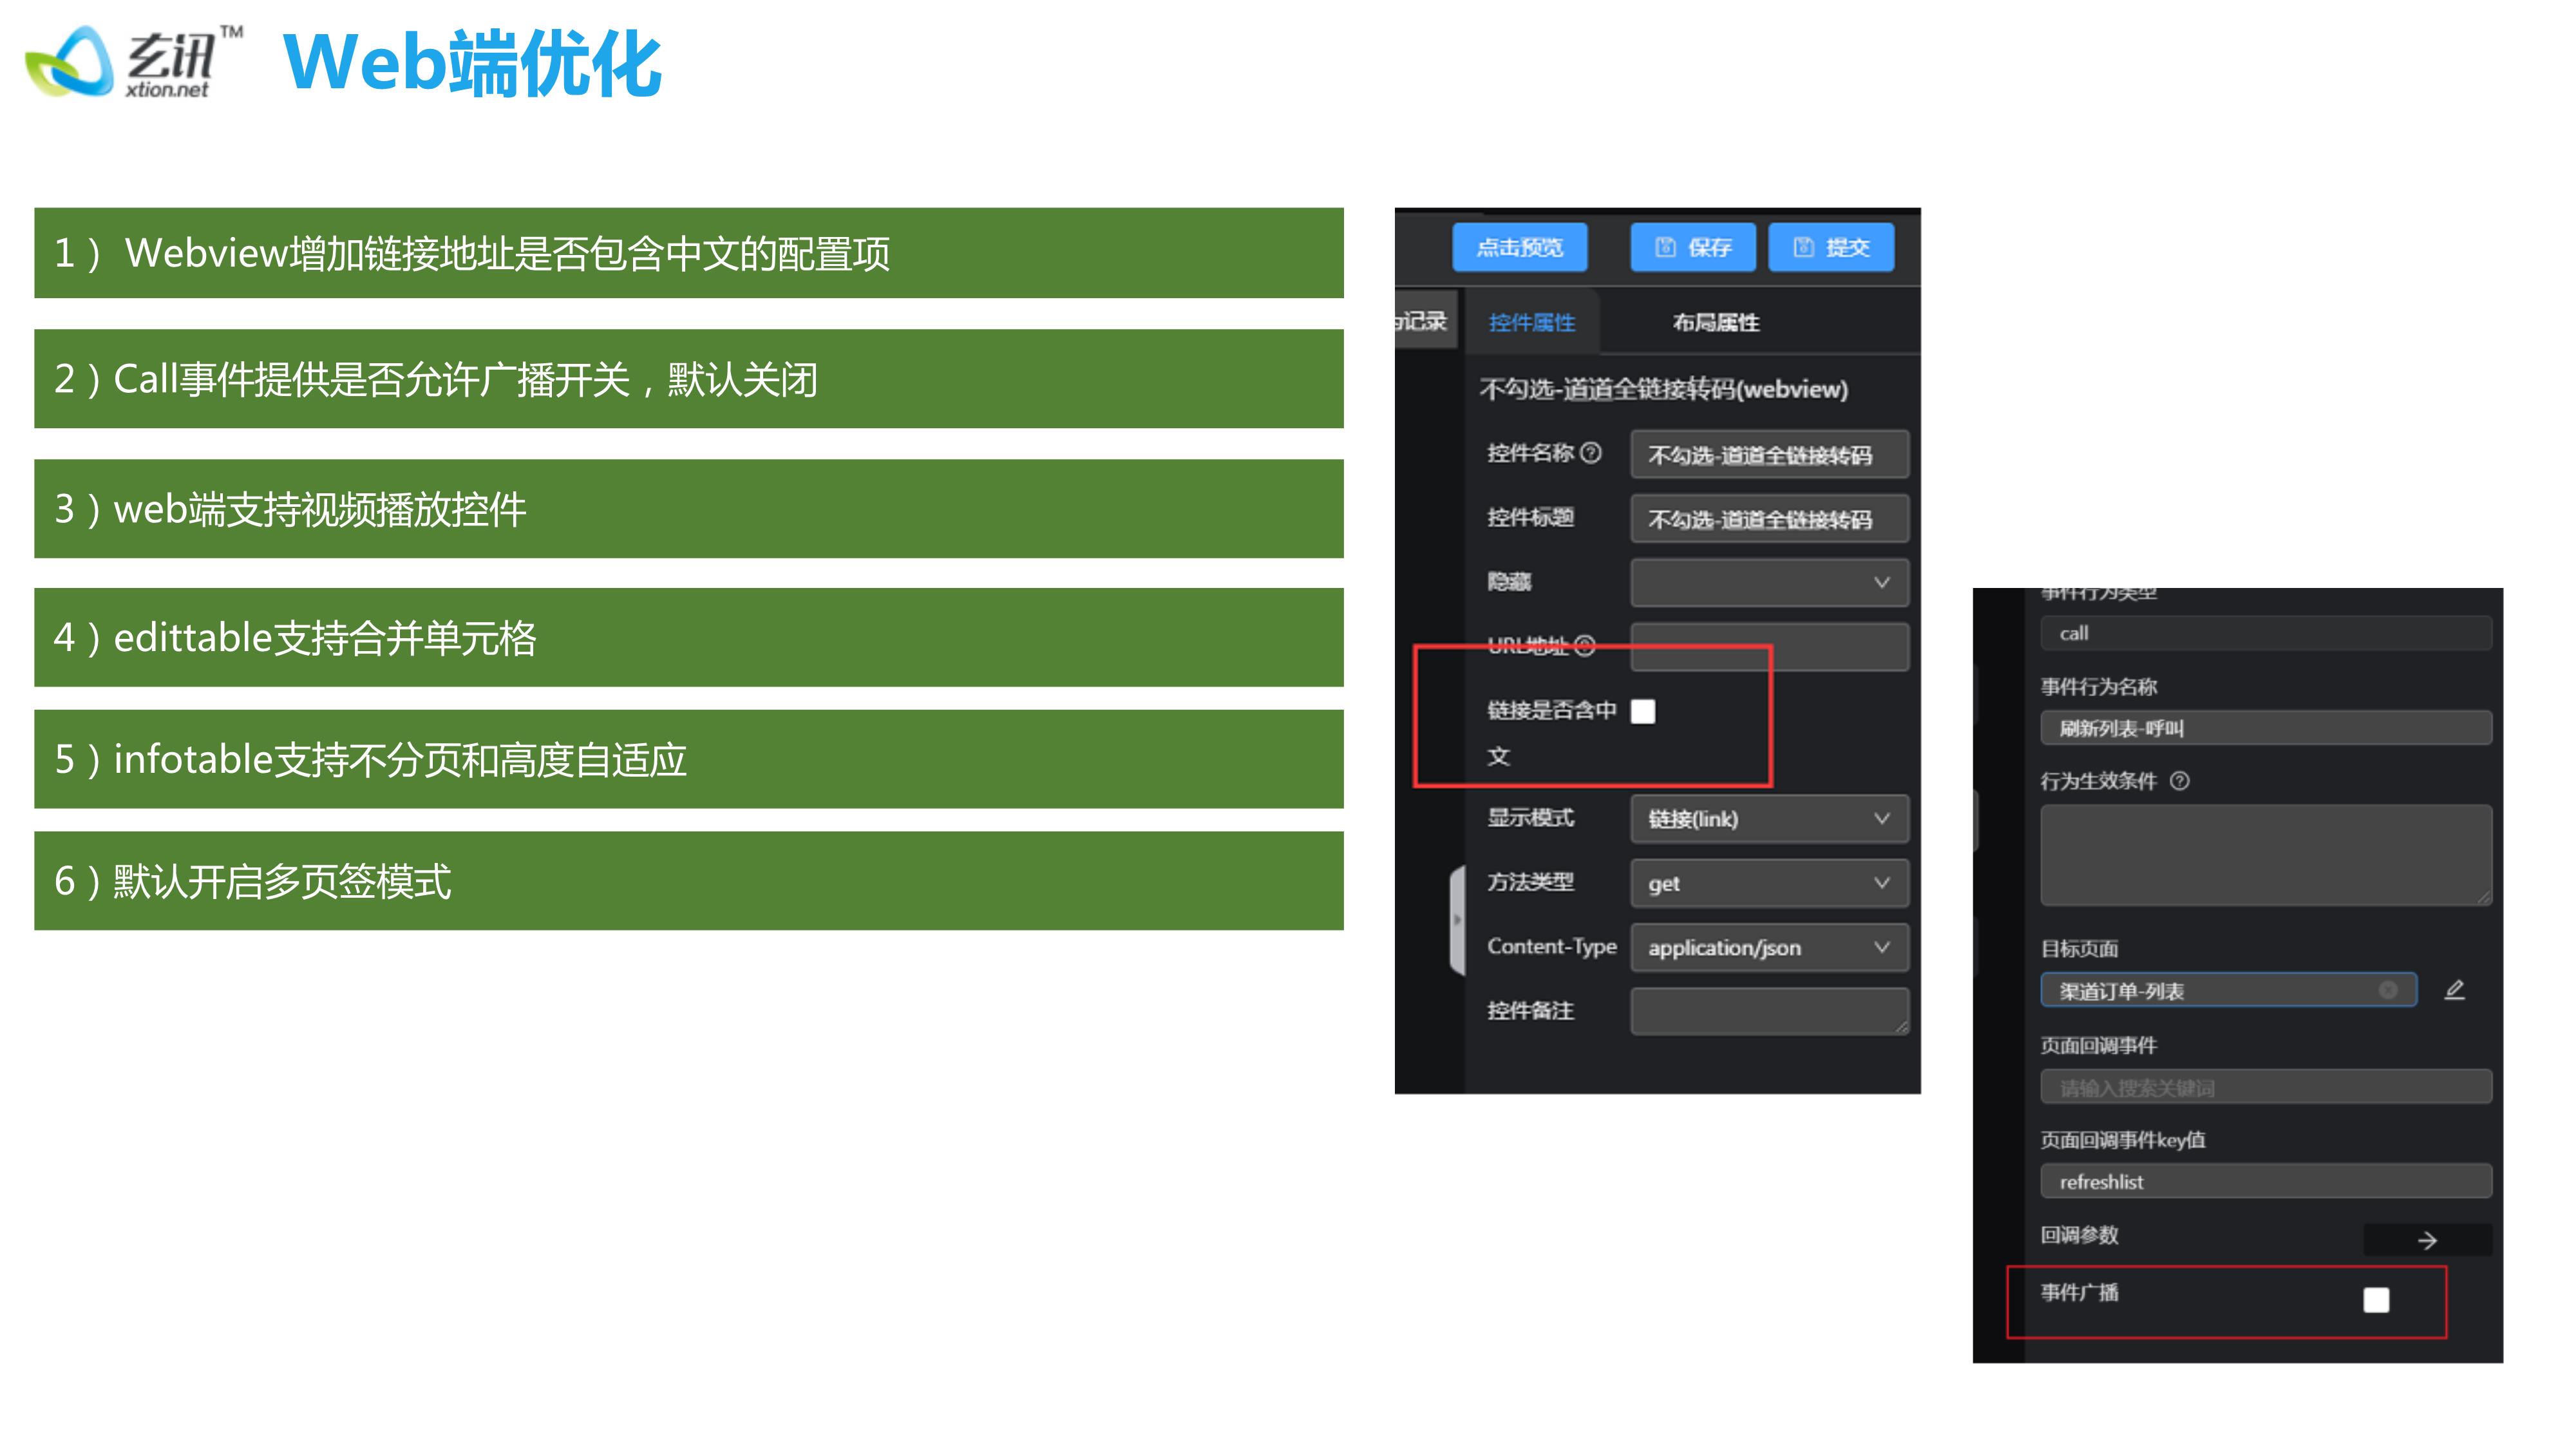 玄讯™
xtion.net
Web端优化
1） Webview增加链接地址是否包含中文的配置项
2）Call事件提供是否允许广播开关，默认关闭
3）web端支持视频播放控件
4）edittable支持合并单元格
5）infotable支持不分页和高度自适应
6）默认开启多页签模式
点击预览 保存 提交
记录 控件属性 布局属性
不勾选-道道全链接转码(webview)
控件名称 不勾选-道道全链接转码
控件标题 不勾选-道道全链接转码
隐藏
URL地址
链接是否含中
文
显示模式 链接(link)
方法类型 get
Content-Type application/json
控件备注
事件行为类型
call
事件行为名称
刷新列表-呼叫
行为生效条件
目标页面
渠道订单-列表
页面回调事件
请输入搜索关键词
页面回调事件key值
refreshlist
回调参数
事件广播